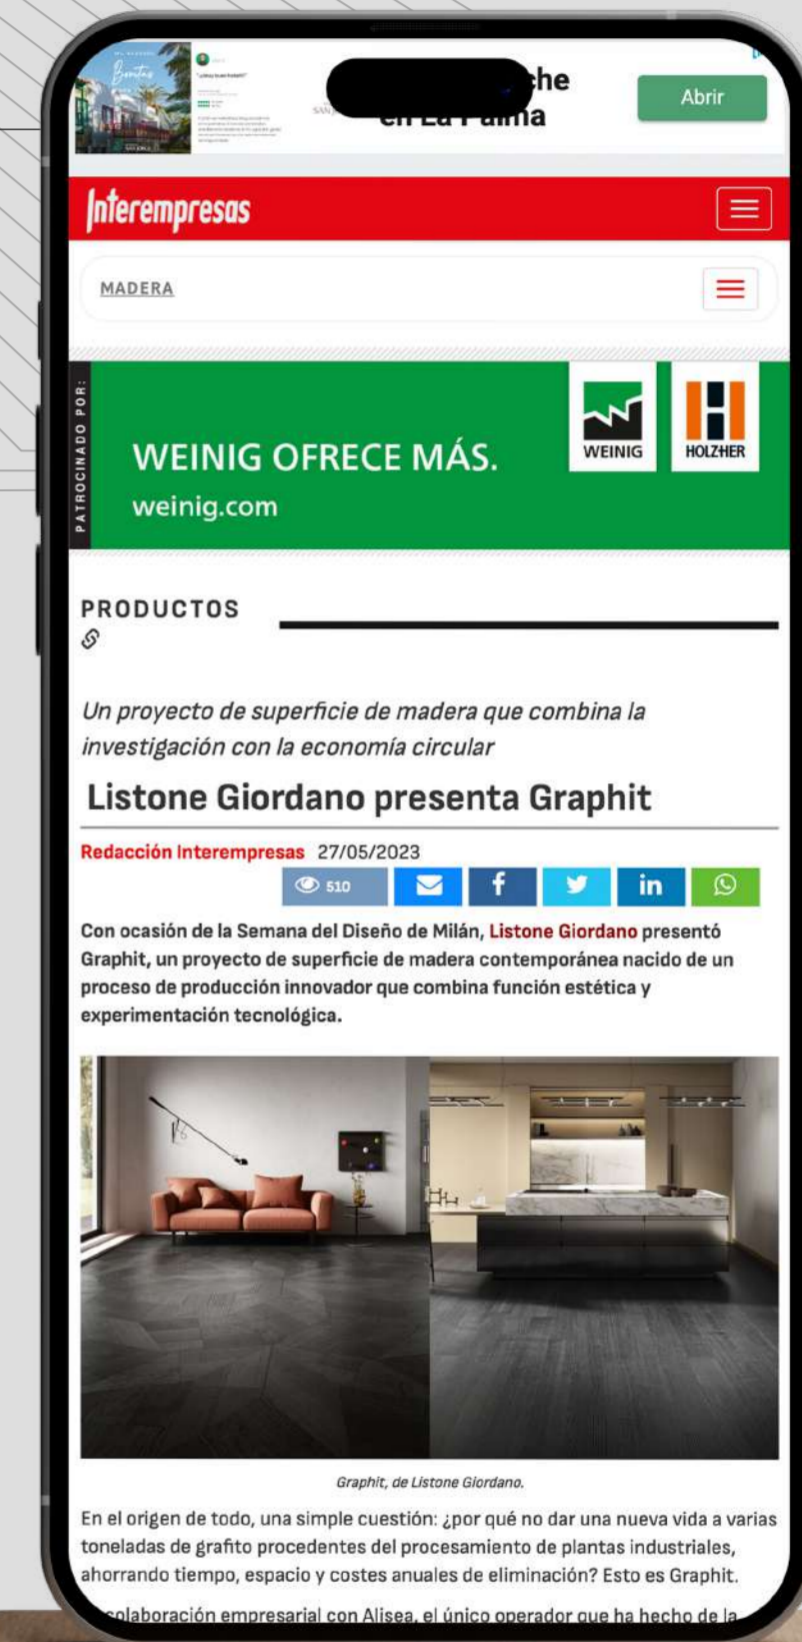 Bonitas
che
en La Palma
Abrir
Interempresas
MADERA
PATROCINADO POR:
WEINIG OFRECE MÁS.
weinig.com
WEINIG
HOLZHER
PRODUCTOS
Un proyecto de superficie de madera que combina la
investigación con la economía circular
Listone Giordano presenta Graphit
Redacción Interempresas 27/05/2023
510
Con ocasión de la Semana del Diseño de Milán, Listone Giordano presentó
Graphit, un proyecto de superficie de madera contemporánea nacido de un
proceso de producción innovador que combina función estética y
experimentación tecnológica.
Graphit, de Listone Giordano.
En el origen de todo, una simple cuestión: ¿por qué no dar una nueva vida a varias
toneladas de grafito procedentes del procesamiento de plantas industriales,
ahorrando tiempo, espacio y costes anuales de eliminación? Esto es Graphit.
colaboración empresarial con Alisea, el único operador que ha hecho de la